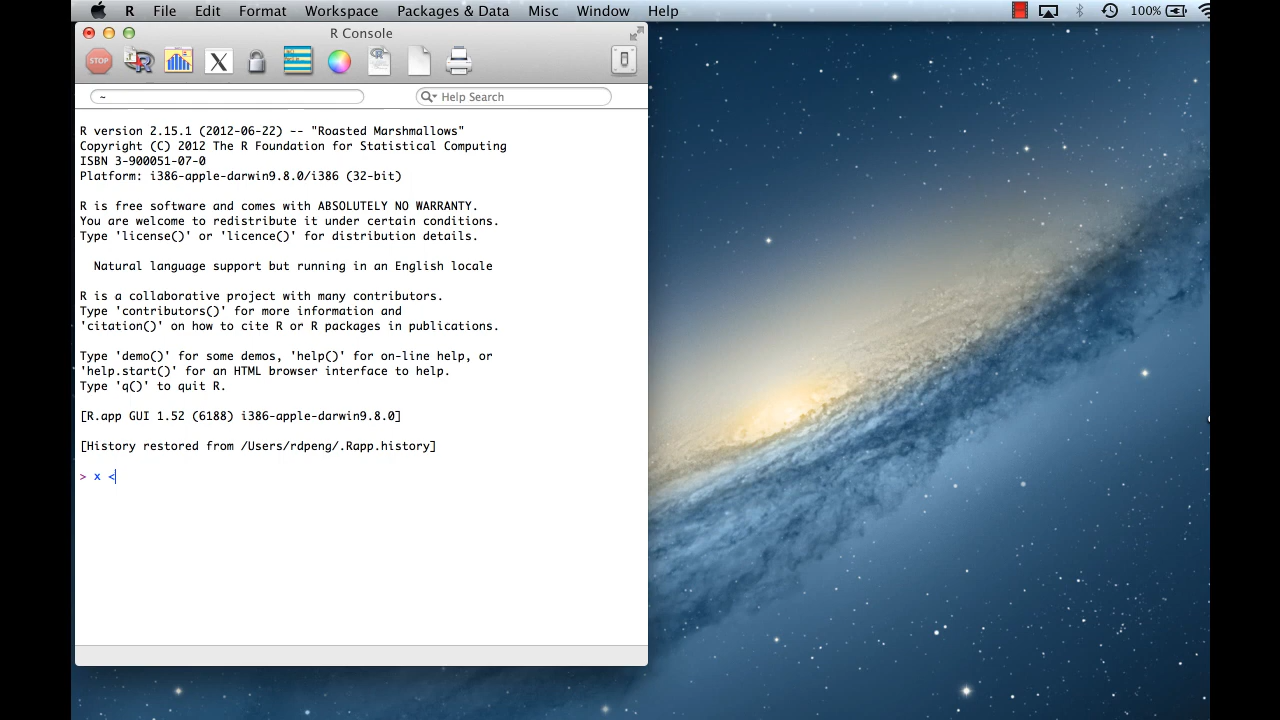 R File Edit Format Workspace Packages & Data Misc Window Help 100%
R Console
STOP R X R
~ Help Search
R version 2.15.1 (2012-06-22) -- "Roasted Marshmallows"
Copyright (C) 2012 The R Foundation for Statistical Computing
ISBN 3-900051-07-0
Platform: i386-apple-darwin9.8.0/i386 (32-bit)
R is free software and comes with ABSOLUTELY NO WARRANTY.
You are welcome to redistribute it under certain conditions.
Type 'license()' or 'licence()' for distribution details.
Natural language support but running in an English locale
R is a collaborative project with many contributors.
Type 'contributors()' for more information and
'citation()' on how to cite R or R packages in publications.
Type 'demo()' for some demos, 'help()' for on-line help, or
'help.start()' for an HTML browser interface to help.
Type 'q()' to quit R.
[R.app GUI 1.52 (6188) i386-apple-darwin9.8.0]
[History restored from /Users/rdpeng/.Rapp.history]
> x <